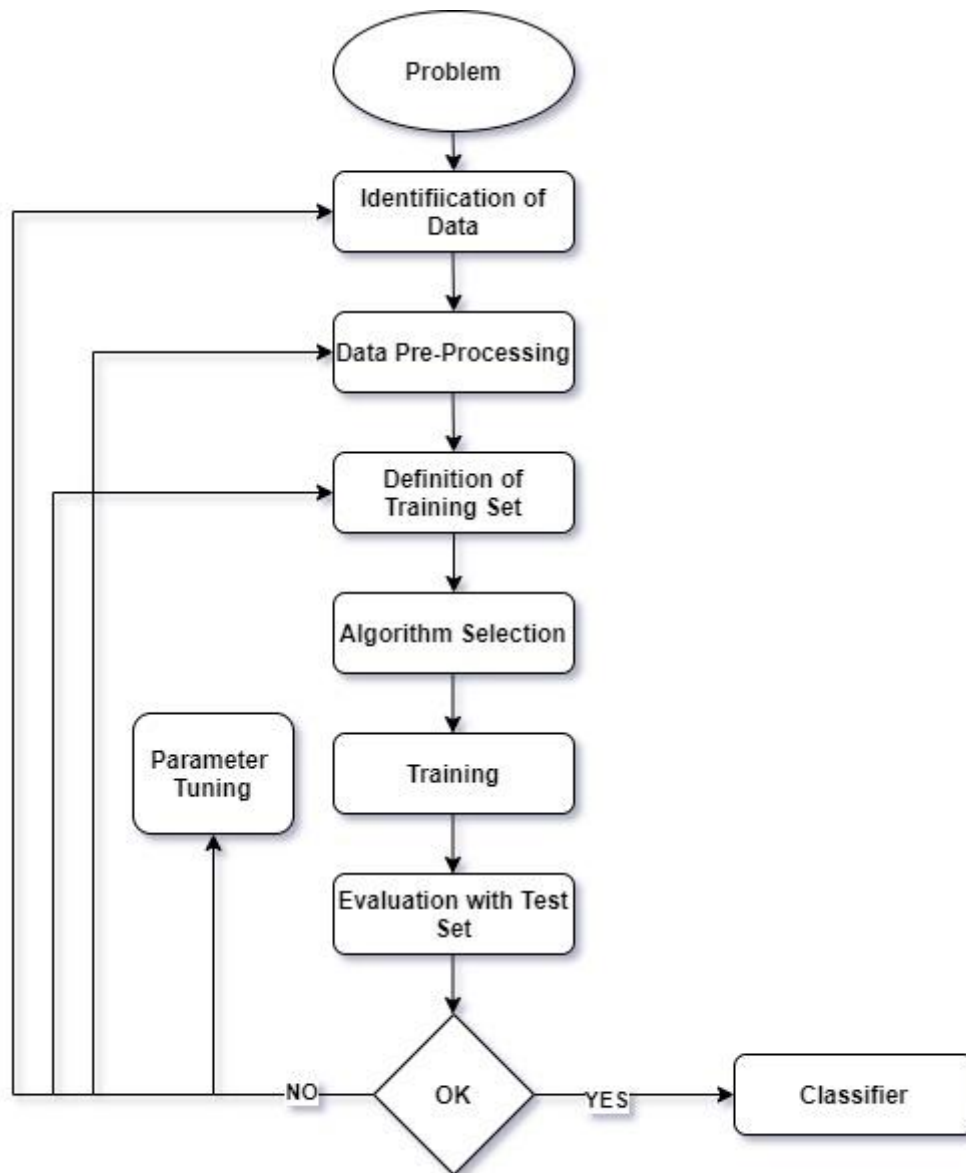 Problem
Identifiication of
Data
Data Pre-Processing
Definition of
Training Set
Algorithm Selection
Parameter
Tuning
Training
Evaluation with Test
Set
OK
NO
YES
Classifier